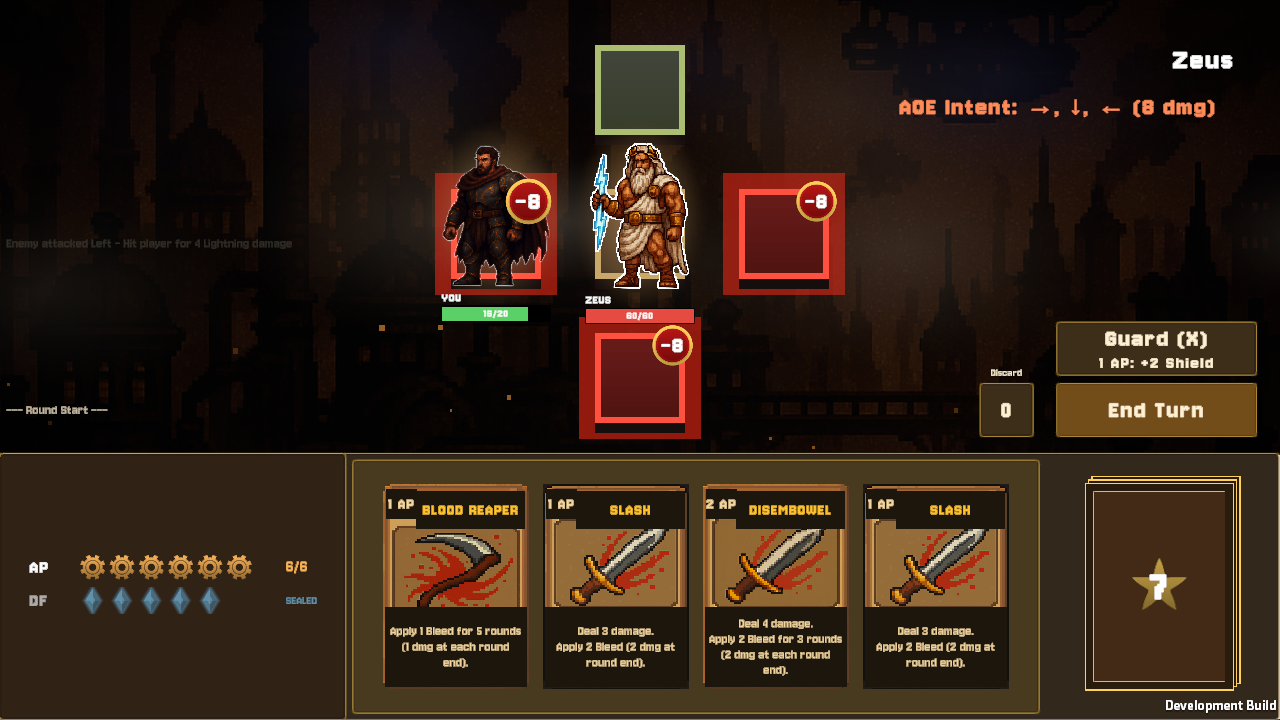 Zeus
AOE Intent: →, ↓, ← (8 dmg)
-8
-8
Enemy attacked Left - Hit player for 4 Lightning damage
YOU
16/20
ZEUS
60/60
-8
Guard (X)
1 AP: +2 Shield
Discard
0
End Turn
--- Round Start ---
AP
6/6
DF
SEALED
1 AP
BLOOD REAPER
Apply 1 Bleed for 5 rounds
(1 dmg at each round
end).
1 AP
SLASH
Deal 3 damage.
Apply 2 Bleed (2 dmg at
round end).
2 AP
DISEMBOWEL
Deal 4 damage.
Apply 2 Bleed for 3 rounds
(2 dmg at each round
end).
1 AP
SLASH
Deal 3 damage.
Apply 2 Bleed (2 dmg at
round end).
7
Development Build